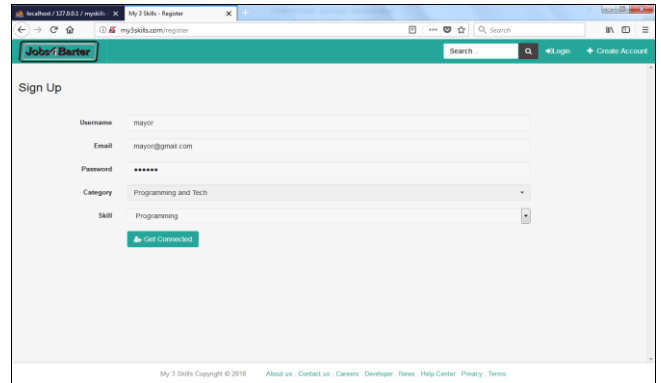 localhost / 127.0.0.1 / myskills
My 3 Skills - Register
my3skills.com/register
Search
Jobs4Barter
Search ..
Login
Create Account
Sign Up
Username
mayor
Email
mayor@gmail.com
Password
••••••
Category
Programming and Tech
Skill
Programming
Get Connected
My 3 Skills Copyright © 2018
About us . Contact us . Careers . Developer . News . Help Center . Privacy . Terms